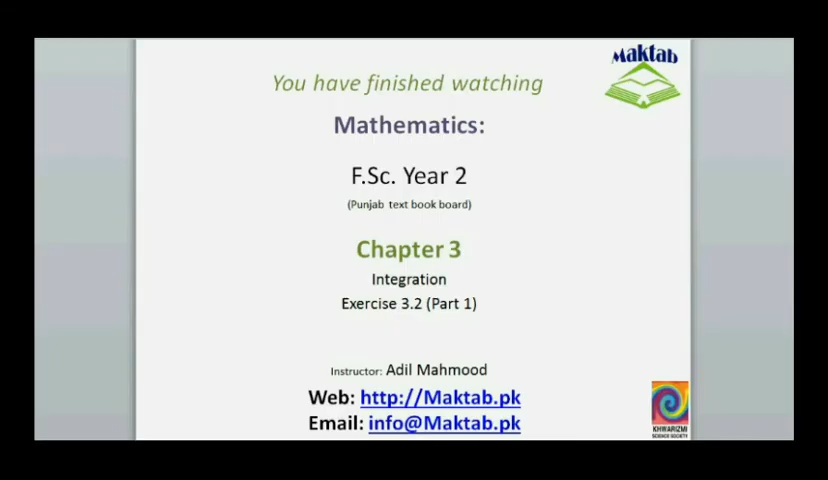 Maktab
You have finished watching
Mathematics:
F.Sc. Year 2
(Punjab text book board)
Chapter 3
Integration
Exercise 3.2 (Part 1)
Instructor: Adil Mahmood
Web: http://Maktab.pk
Email: info@Maktab.pk
KHWARIZMI
SCIENCE SOCIETY